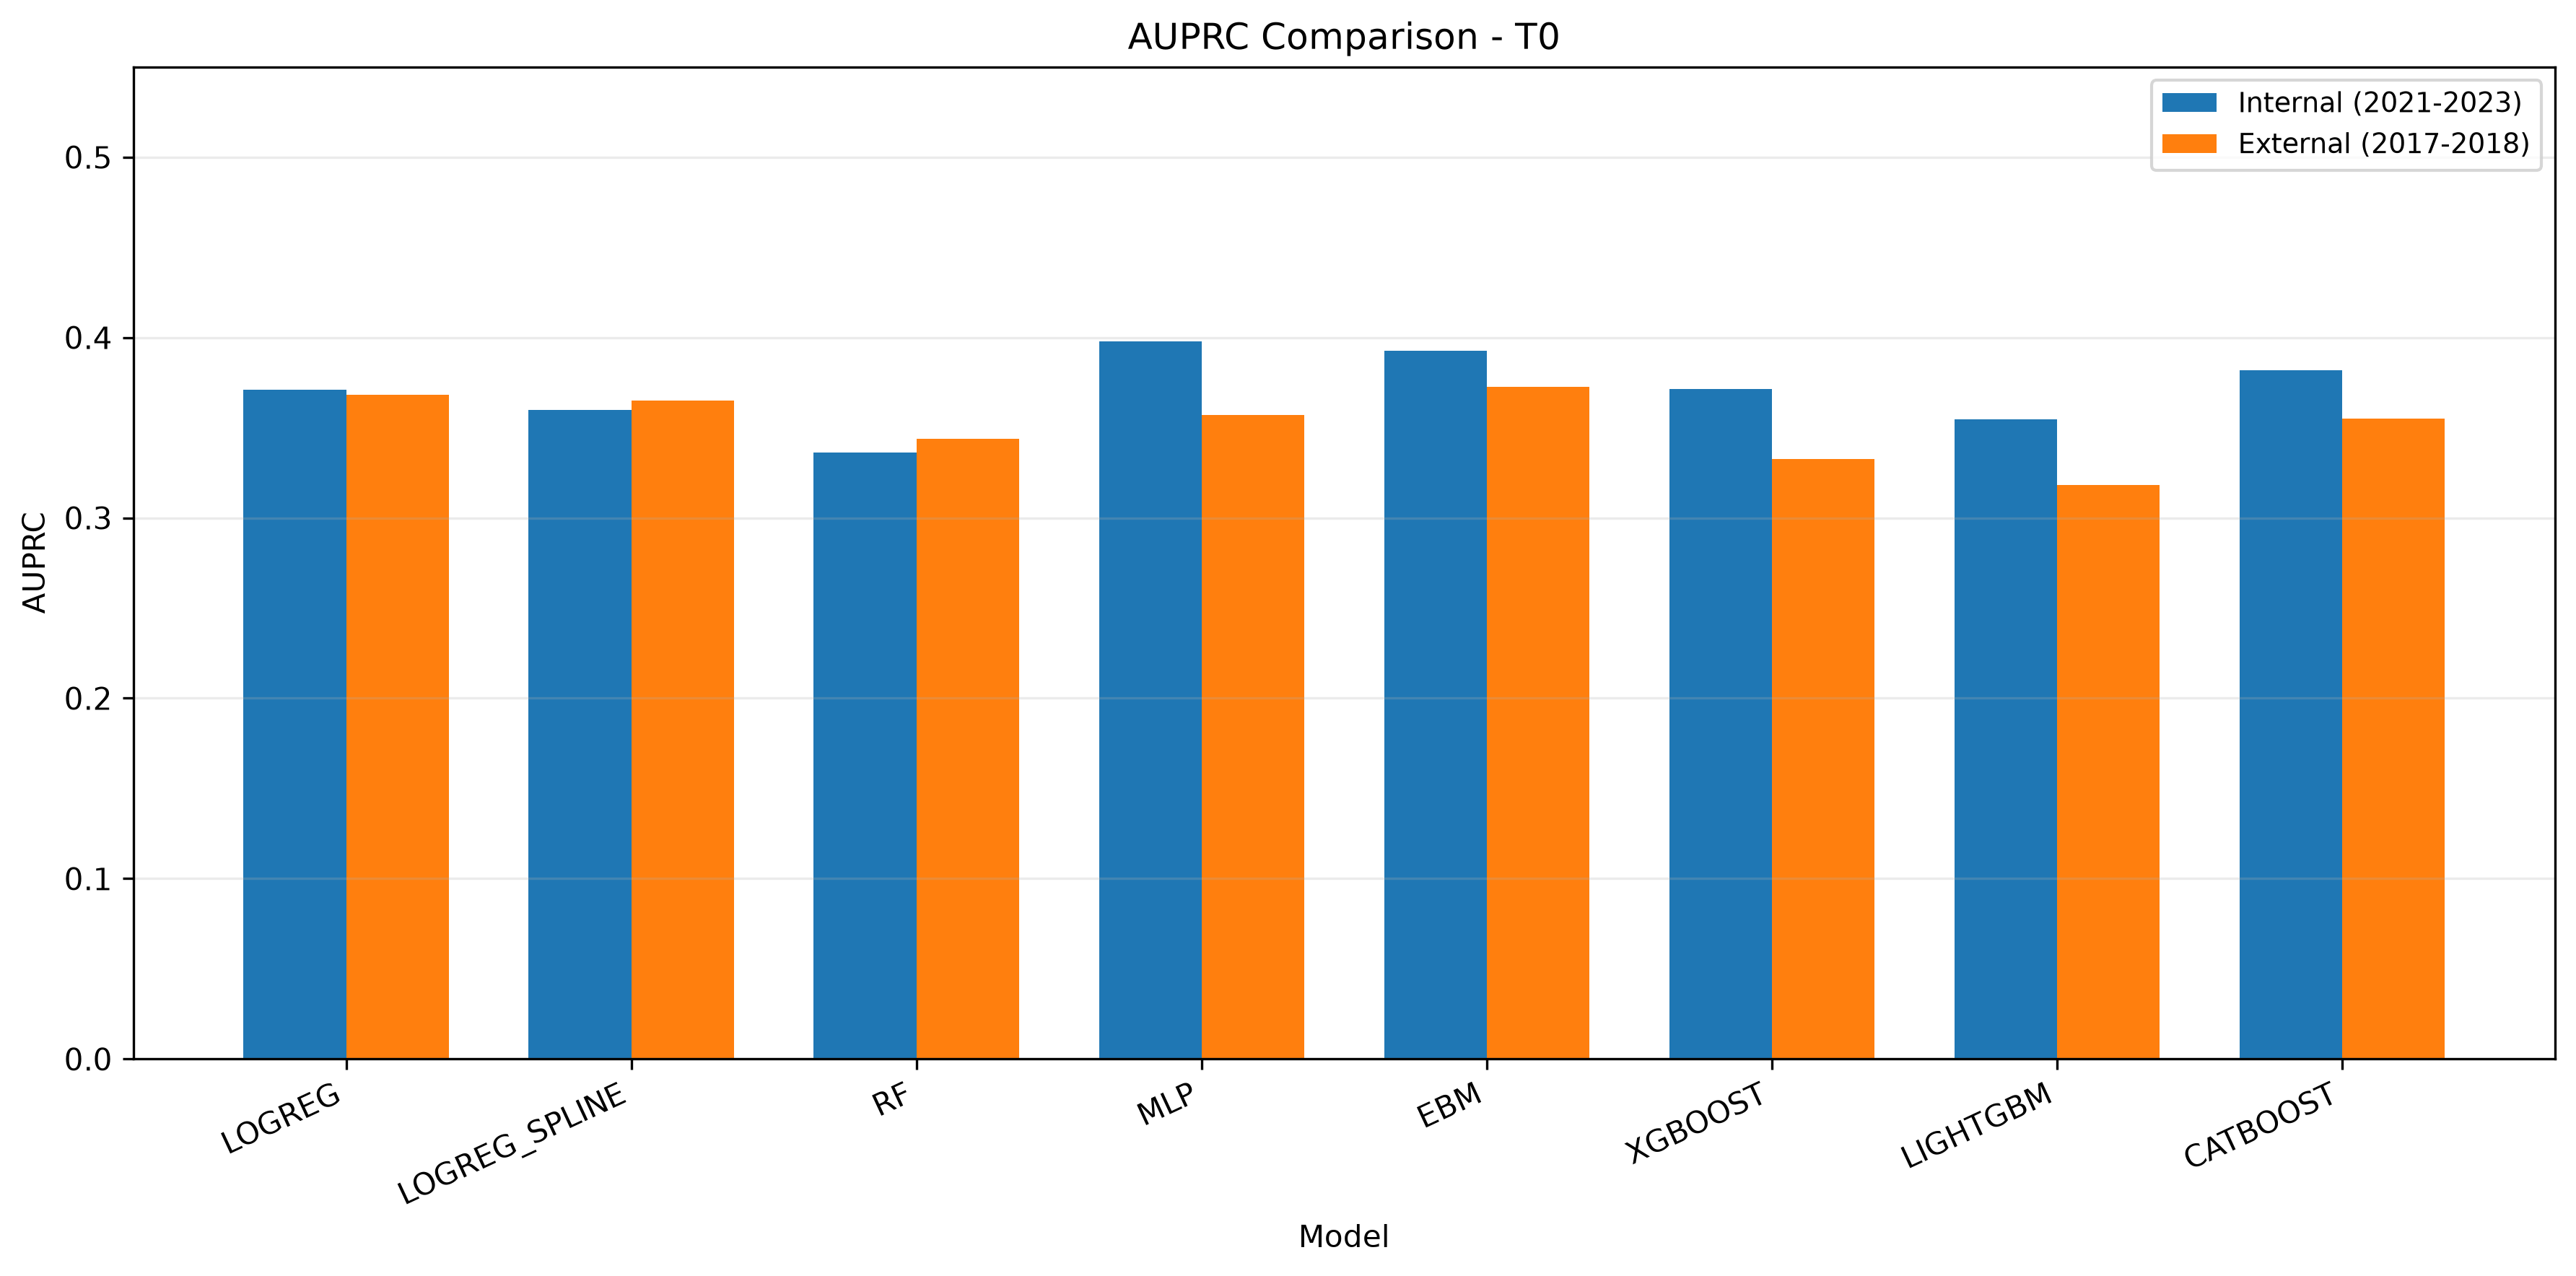 AUPRC Comparison - T0
Internal (2021-2023)
External (2017-2018)
0.5
0.4
0.3
0.2
0.1
0.0
AUPRC
LOGREG
LOGREG_SPLINE
RF
MLP
EBM
XGBOOST
LIGHTGBM
CATBOOST
Model